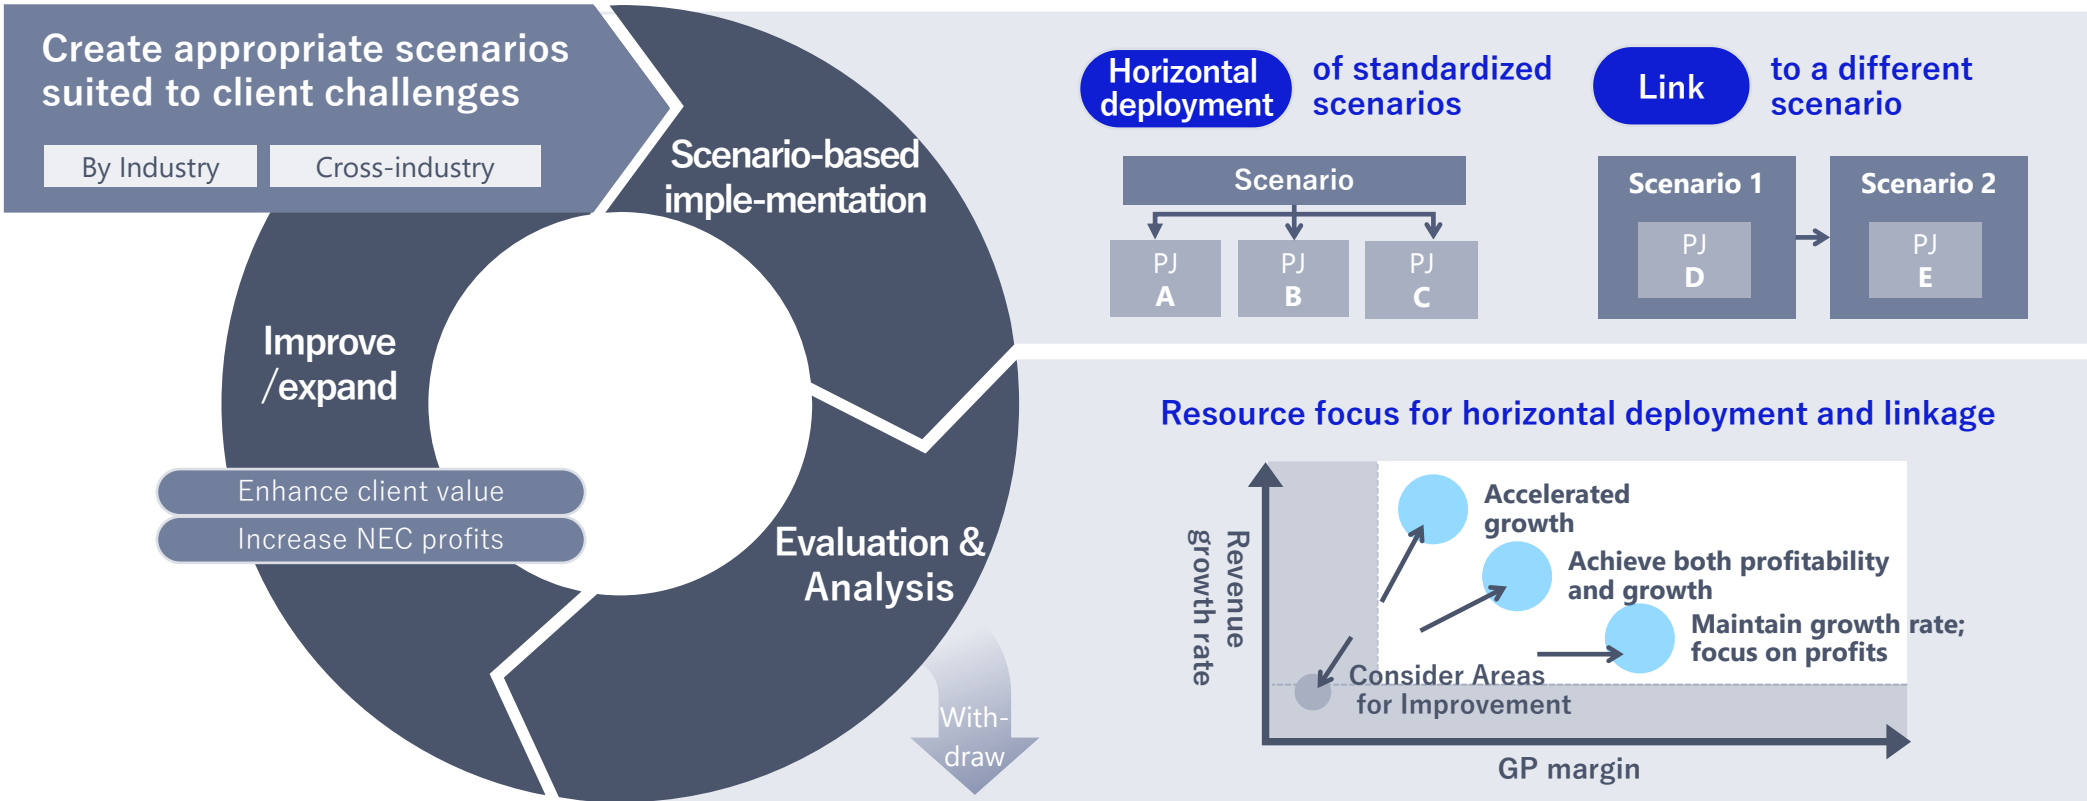 Create appropriate scenarios
suited to client challenges
By Industry
Cross-industry
Scenario-based
imple-mentation
Improve
/expand
Enhance client value
Increase NEC profits
Evaluation &
Analysis
With-
draw
Horizontal
deployment
of standardized
scenarios
Scenario
PJ
A
PJ
B
PJ
C
Link
to a different
scenario
Scenario 1
PJ
D
Scenario 2
PJ
E
Resource focus for horizontal deployment and linkage
Revenue
growth rate
Accelerated
growth
Achieve both profitability
and growth
Maintain growth rate;
focus on profits
Consider Areas
for Improvement
GP margin